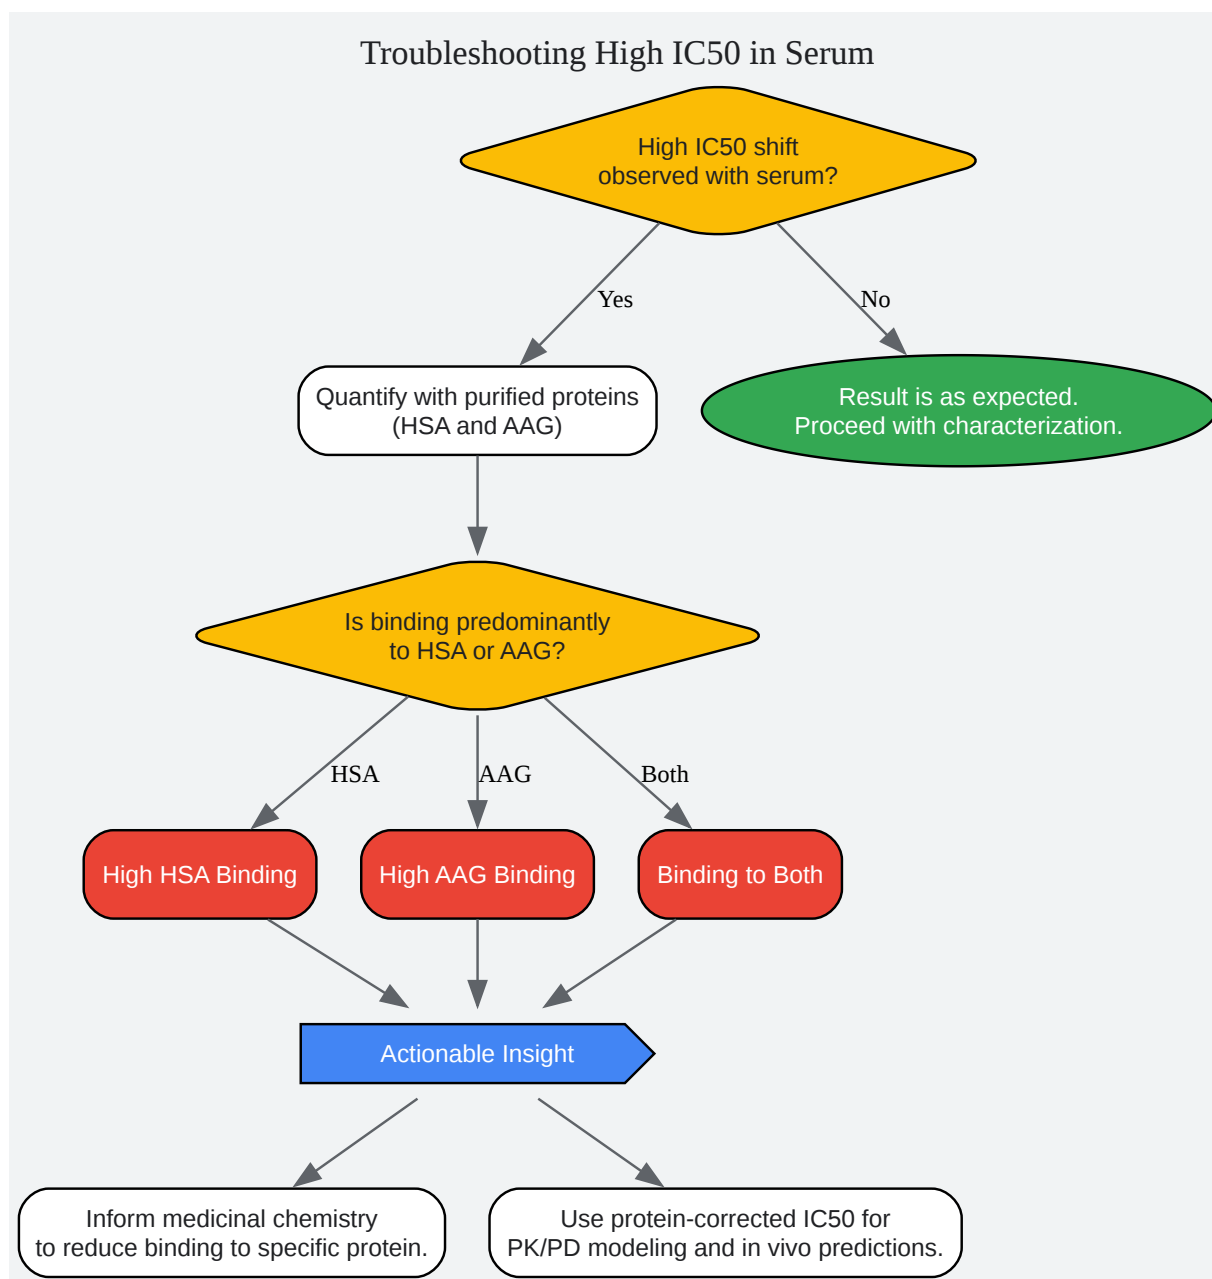 Troubleshooting High IC50 in Serum
High IC50 shift
observed with serum?
Yes
No
Quantify with purified proteins
(HSA and AAG)
Result is as expected.
Proceed with characterization.
Is binding predominantly
to HSA or AAG?
HSA
AAG
Both
High HSA Binding
High AAG Binding
Binding to Both
Actionable Insight
Inform medicinal chemistry
to reduce binding to specific protein.
Use protein-corrected IC50 for
PK/PD modeling and in vivo predictions.